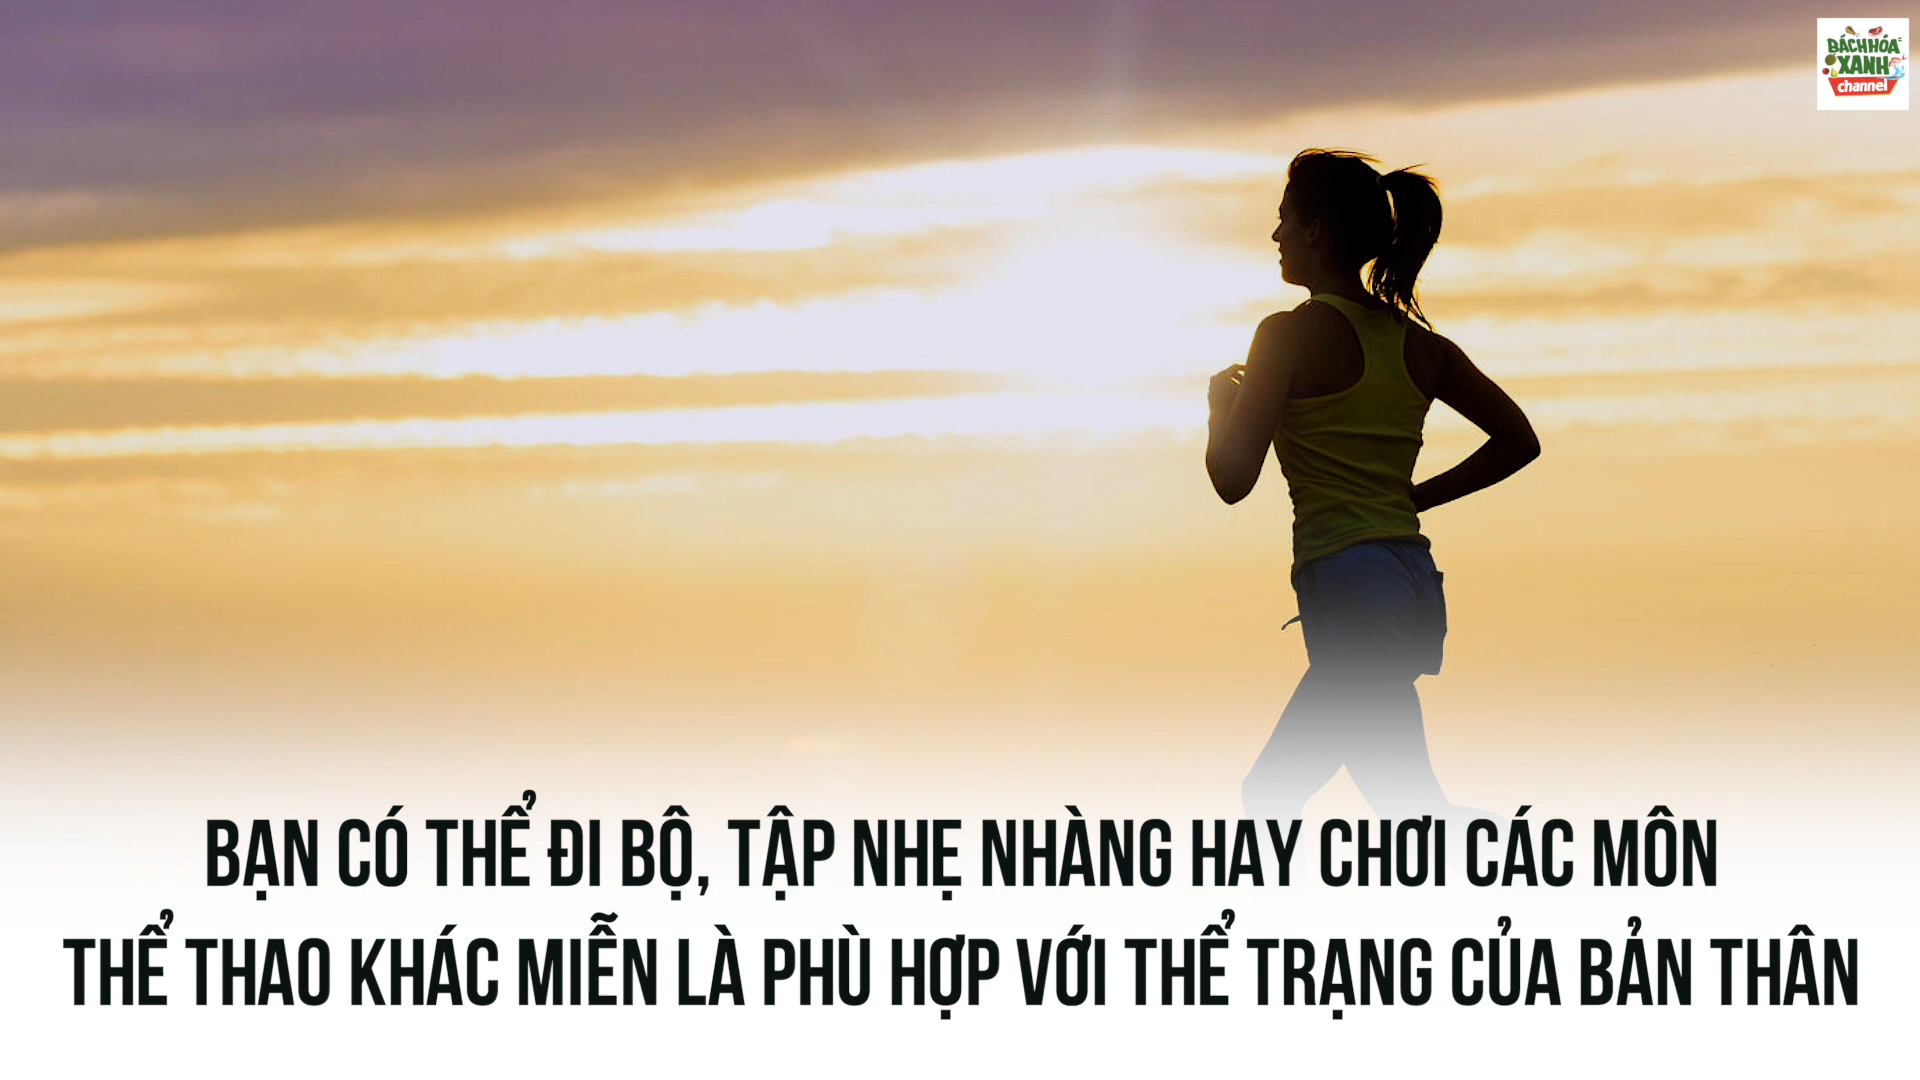 BÁCH HÓA
XANH
channel
BẠN CÓ THỂ ĐI BỘ, TẬP NHẸ NHÀNG HAY CHƠI CÁC MÔN
THỂ THAO KHÁC MIỄN LÀ PHÙ HỢP VỚI THỂ TRẠNG CỦA BẢN THÂN